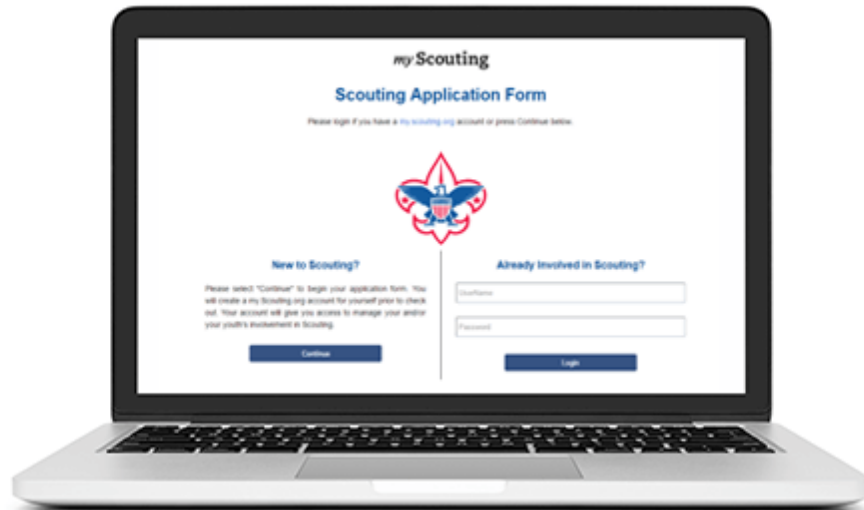 my Scouting
Scouting Application Form
Please login if you have a my.scouting.org account or press Continue below.
New to Scouting?
Please select "Continue" to begin your application form. You
will create a my.Scouting.org account for yourself prior to check
out. Your account will give you access to manage your and/or
your youth's involvement in Scouting.
Continue
Already Involved in Scouting?
UserName
Password
Login